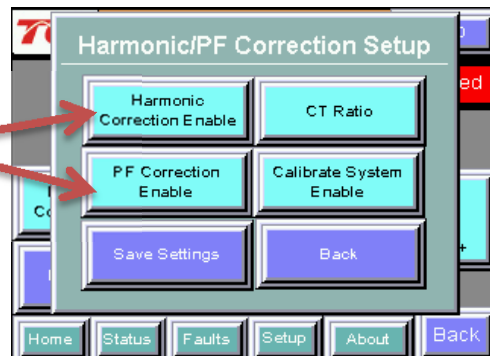 Harmonic/PF Correction Setup
Harmonic
Correction Enable
CT Ratio
PF Correction
Enable
Calibrate System
Enable
Save Settings
Back
ed
+
Home
Status
Faults
Setup
About
Back